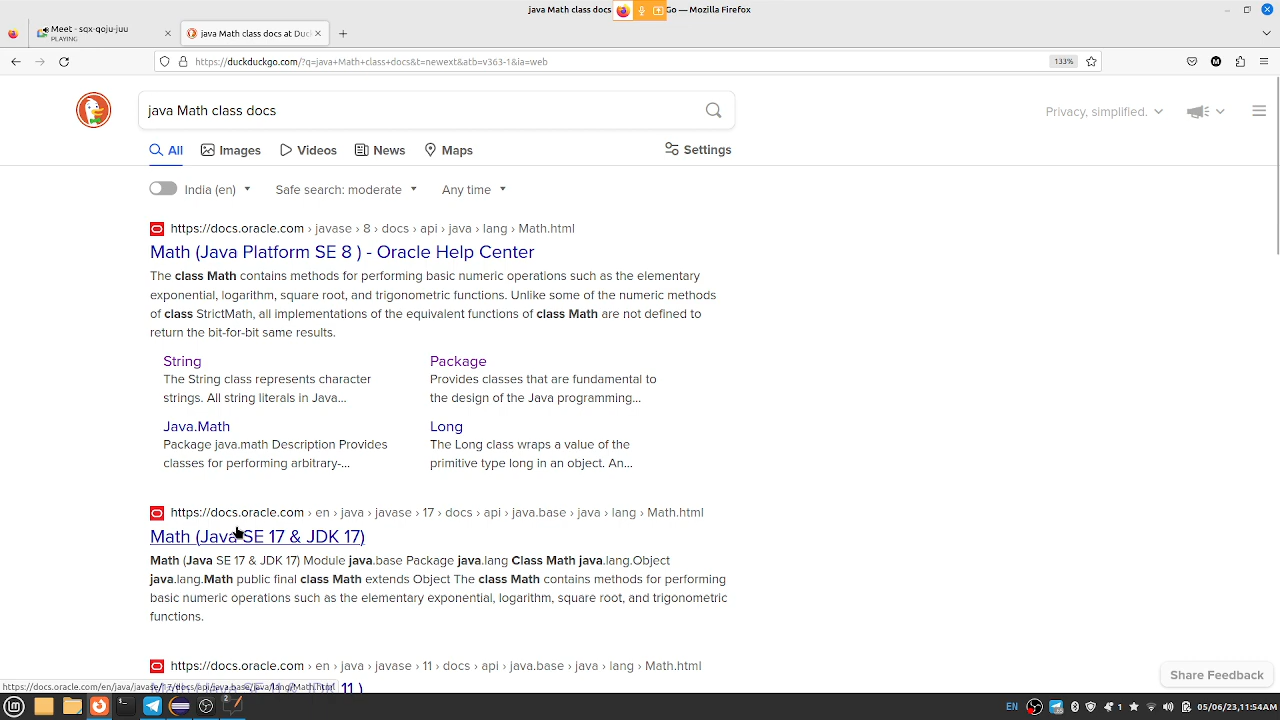 java Math class docs Go — Mozilla Firefox
Meet - sqx-qoju-juu
PLAYING
java Math class docs at Duc
https://duckduckgo.com/?q=java+Math+class+docs&t=newext&atb=v363-1&ia=web
133%
java Math class docs
Privacy, simplified.
All
Images
Videos
News
Maps
Settings
India (en)
Safe search: moderate
Any time
https://docs.oracle.com › javase › 8 › docs › api › java › lang › Math.html
Math (Java Platform SE 8 ) - Oracle Help Center
The class Math contains methods for performing basic numeric operations such as the elementary
exponential, logarithm, square root, and trigonometric functions. Unlike some of the numeric methods
of class StrictMath, all implementations of the equivalent functions of class Math are not defined to
return the bit-for-bit same results.
String
The String class represents character
strings. All string literals in Java...
Package
Provides classes that are fundamental to
the design of the Java programming...
Java.Math
Package java.math Description Provides
classes for performing arbitrary-...
Long
The Long class wraps a value of the
primitive type long in an object. An...
https://docs.oracle.com › en › java › javase › 17 › docs › api › java.base › java › lang › Math.html
Math (Java SE 17 & JDK 17)
Math (Java SE 17 & JDK 17) Module java.base Package java.lang Class Math java.lang.Object
java.lang.Math public final class Math extends Object The class Math contains methods for performing
basic numeric operations such as the elementary exponential, logarithm, square root, and trigonometric
functions.
https://docs.oracle.com › en › java › javase › 11 › docs › api › java.base › java › lang › Math.html
Share Feedback
https://docs.oracle.com/en/java/javase/17/docs/api/java.base/java/lang/Math.html
11 )
2
EN
1
05/06/23, 11:54AM